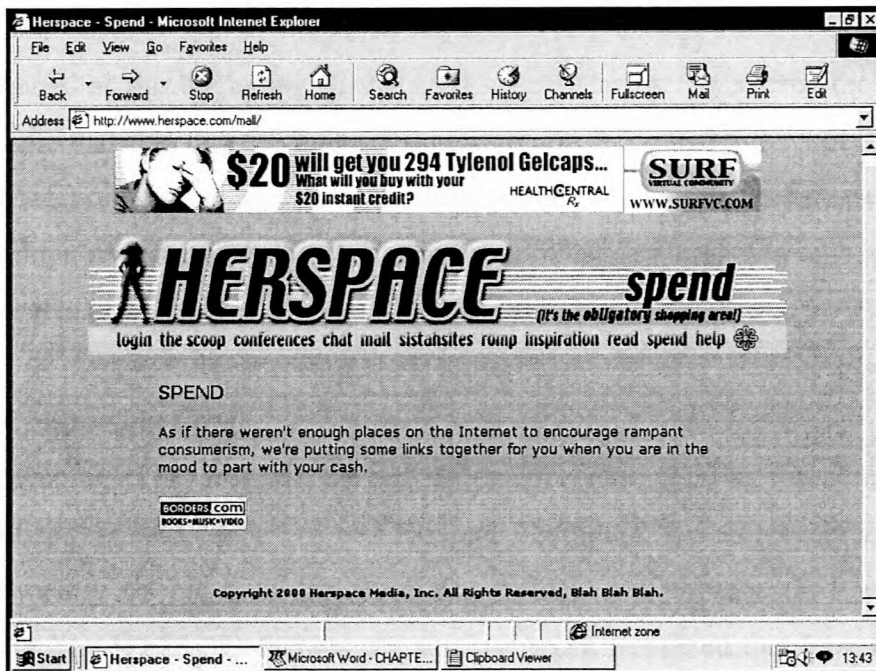 Herspace - Spend - Microsoft Internet Explorer
File Edit View Go Favorites Help
Back Forward Stop Refresh Home Search Favorites History Channels Fullscreen Mail Print Edit
Address http://www.herspace.com/mall/
$20 will get you 294 Tylenol Gelcaps...
What will you buy with your
$20 instant credit?
HEALTHCENTRAL
Rx
SURF
VIRTUAL COMMUNITY
WWW.SURFVC.COM
HERSPACE
spend
(it's the obligatory shopping area!)
login the scoop conferences chat mail sistahsites romp inspiration read spend help
SPEND
As if there weren't enough places on the Internet to encourage rampant
consumerism, we're putting some links together for you when you are in the
mood to part with your cash.
BORDERS.com
BOOKS•MUSIC•VIDEO
Copyright 2000 Herspace Media, Inc. All Rights Reserved, Blah Blah Blah.
Internet zone
Start Herspace - Spend - ... Microsoft Word - CHAPTE... Clipboard Viewer 13:43